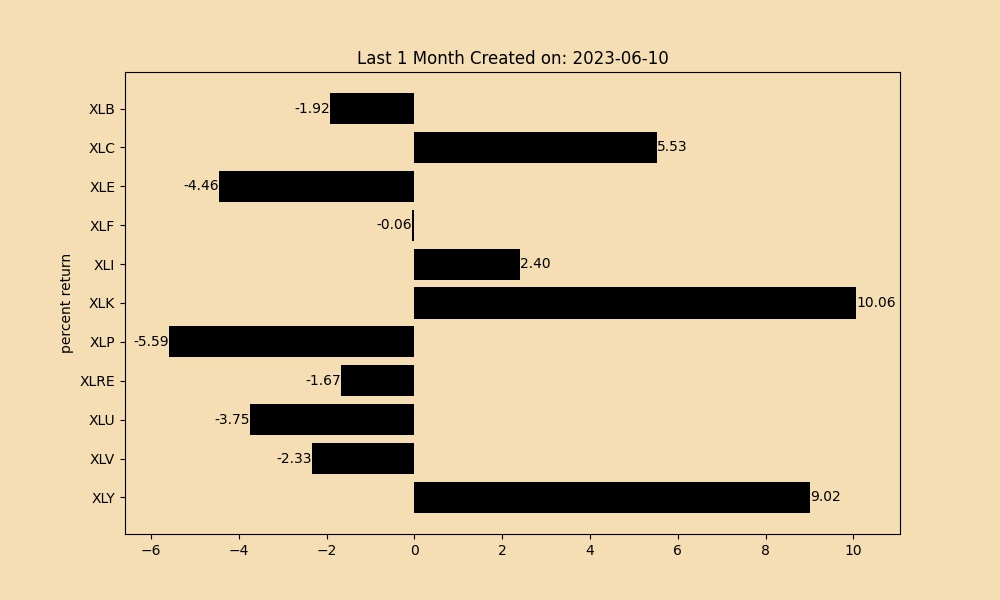 Last 1 Month Created on: 2023-06-10
XLB
-1.92
XLC
5.53
XLE
-4.46
XLF
-0.06
XLI
2.40
percent return
XLK
10.06
XLP
-5.59
XLRE
-1.67
XLU
-3.75
XLV
-2.33
XLY
9.02
−6
−4
−2
0
2
4
6
8
10